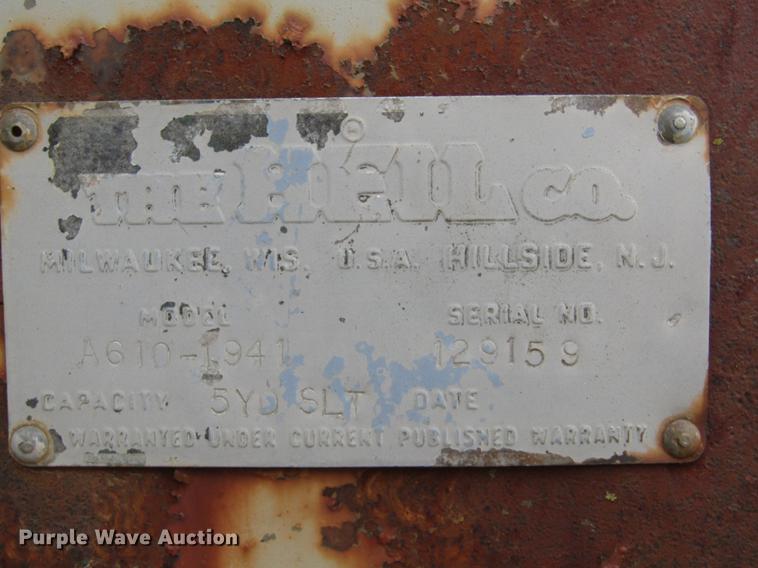 THE HEIL CO.
MILWAUKEE, WIS. U.S.A. HILLSIDE, N.J.
MODEL SERIAL NO.
A610-1941 129159
CAPACITY 5YD SLT DATE
WARRANTED UNDER CURRENT PUBLISHED WARRANTY
Purple Wave Auction